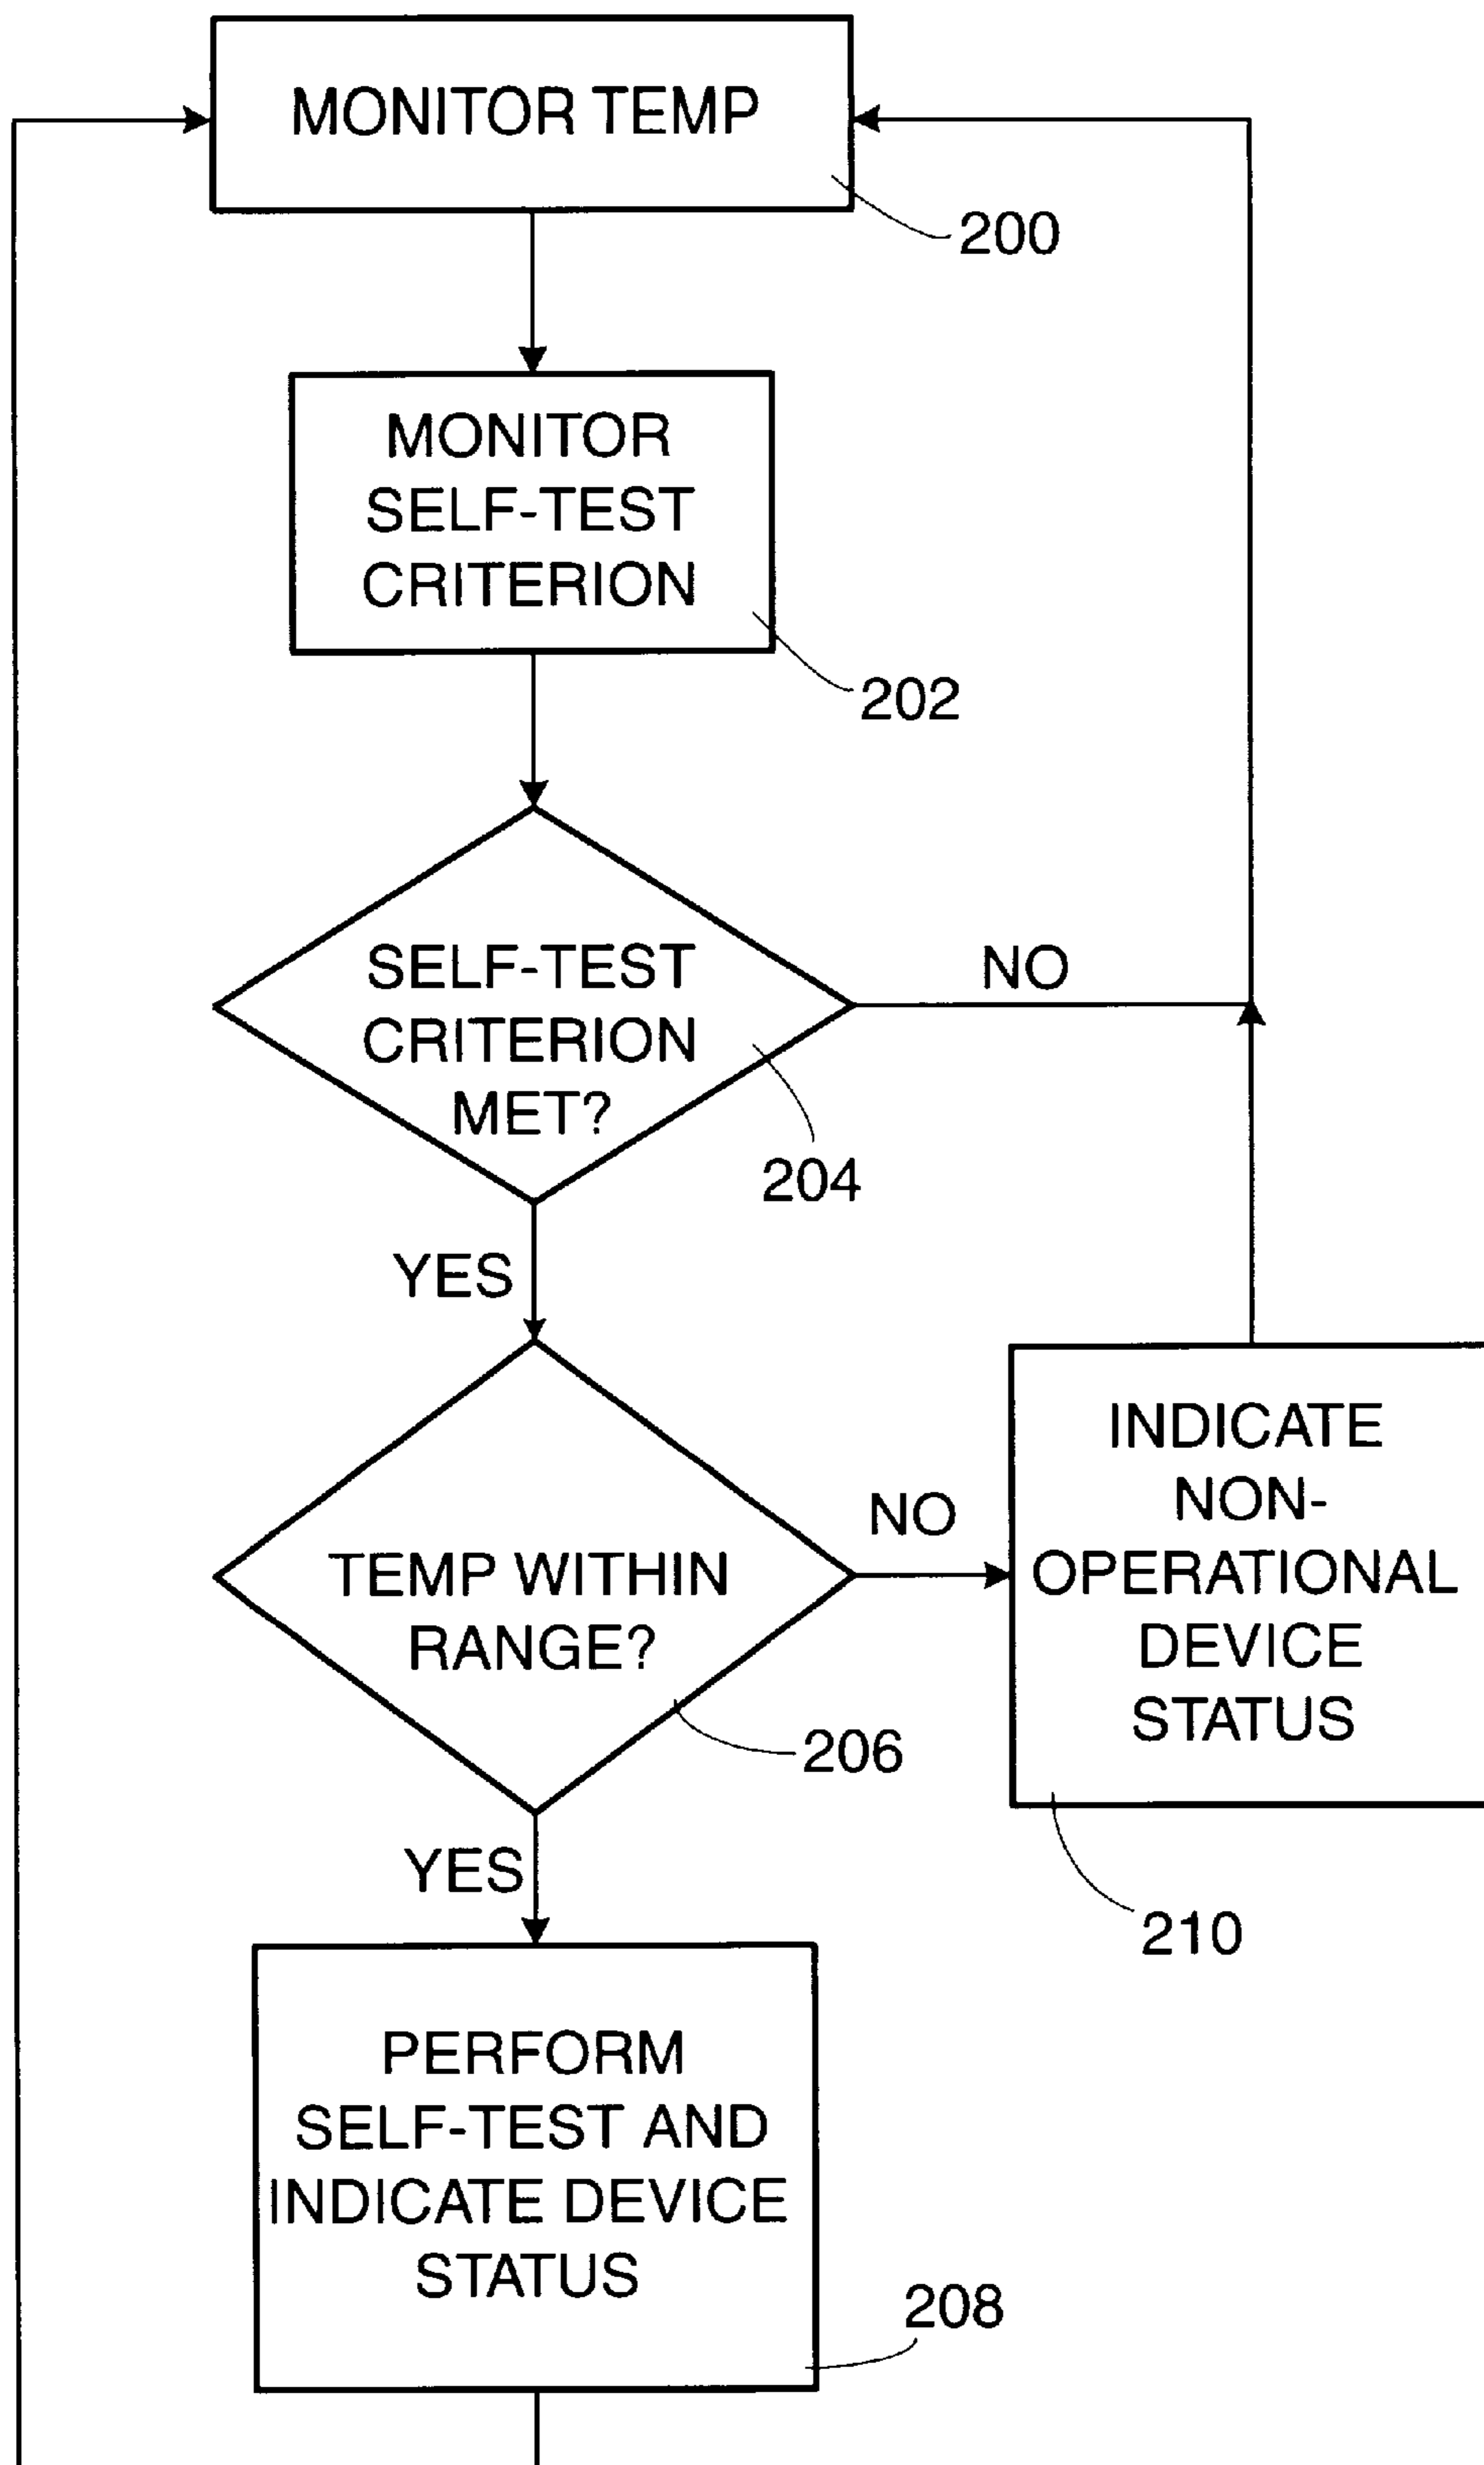 MONITOR TEMP
200
MONITOR
SELF-TEST
CRITERION
202
SELF-TEST
CRITERION
MET?
NO
204
YES
TEMP WITHIN
RANGE?
NO
206
INDICATE
NON-
OPERATIONAL
DEVICE
STATUS
210
YES
PERFORM
SELF-TEST AND
INDICATE DEVICE
STATUS
208